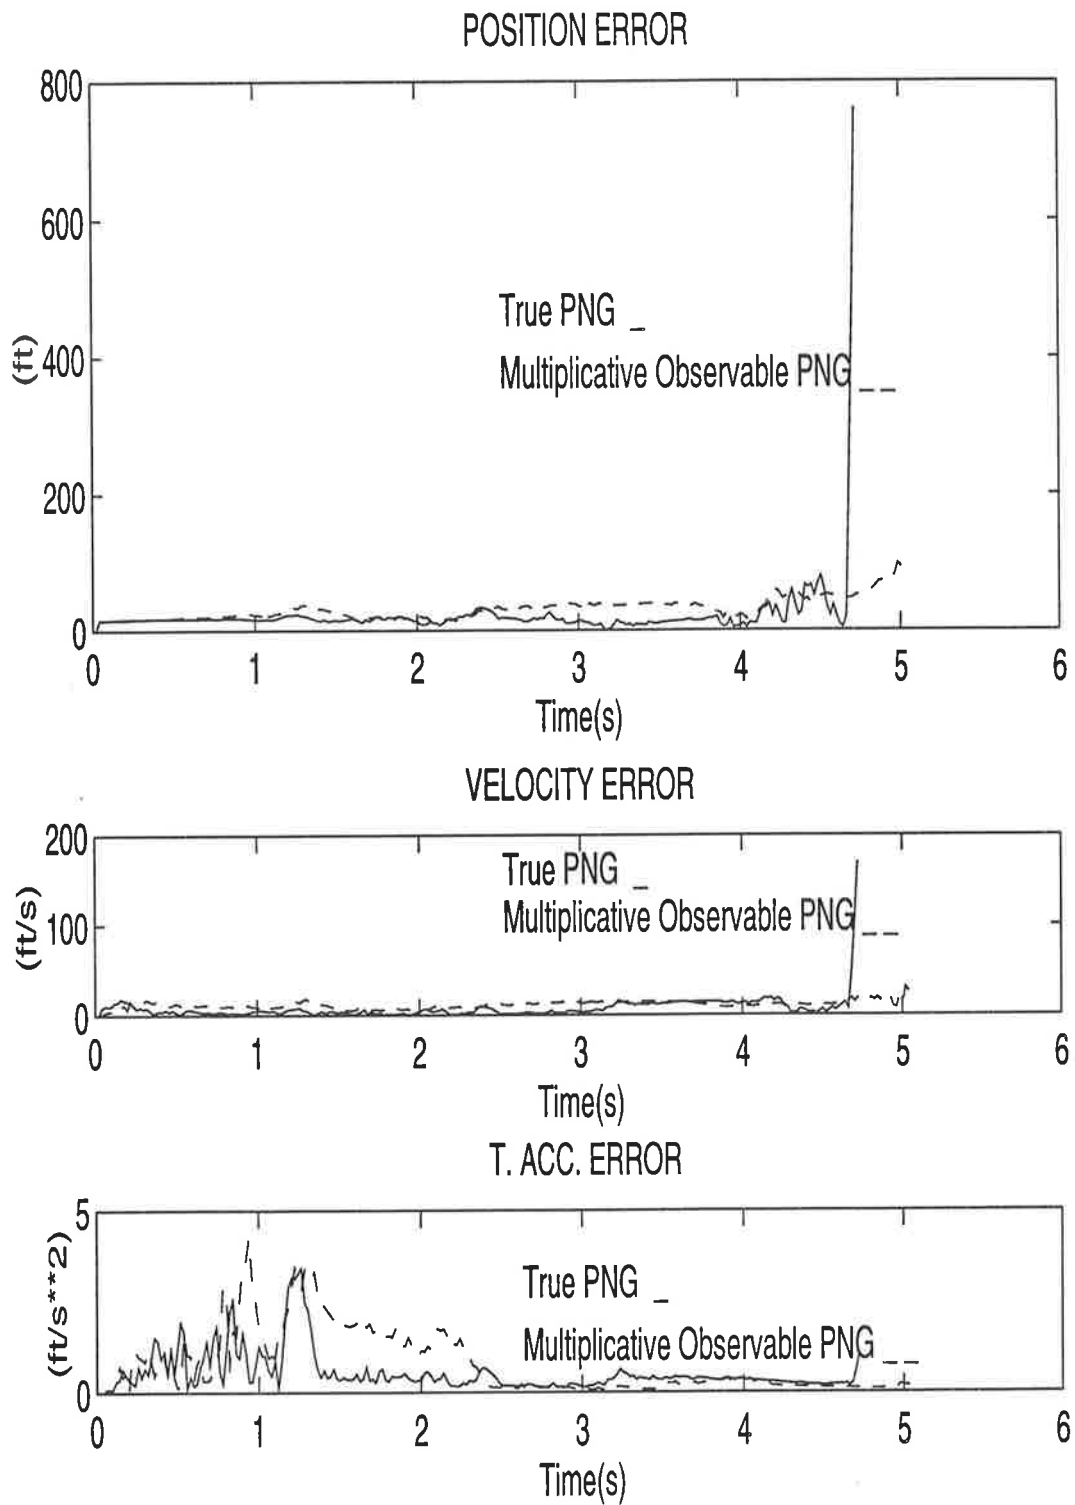 POSITION ERROR
800
600
400
200
0
(ft)
True PNG _
Multiplicative Observable PNG _ _
0 1 2 3 4 5 6
Time(s)
VELOCITY ERROR
200
100
0
(ft/s)
True PNG _
Multiplicative Observable PNG _ _
0 1 2 3 4 5 6
Time(s)
T. ACC. ERROR
5
0
(ft/s**2)
True PNG _
Multiplicative Observable PNG _ _
0 1 2 3 4 5 6
Time(s)